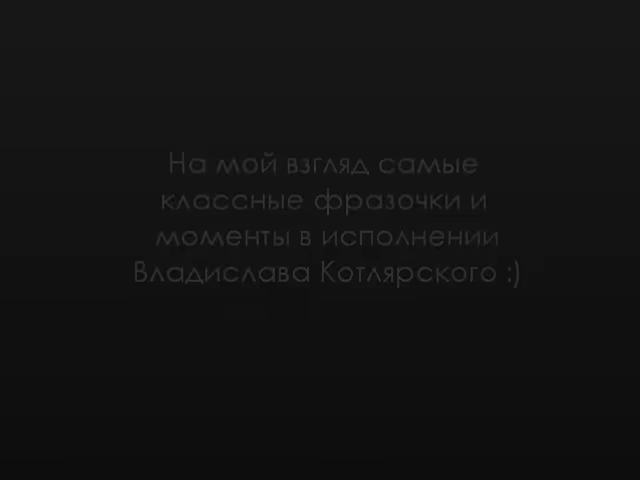 На мой взгляд самые
классные фразочки и
моменты в исполнении
Владислава Котлярского :)